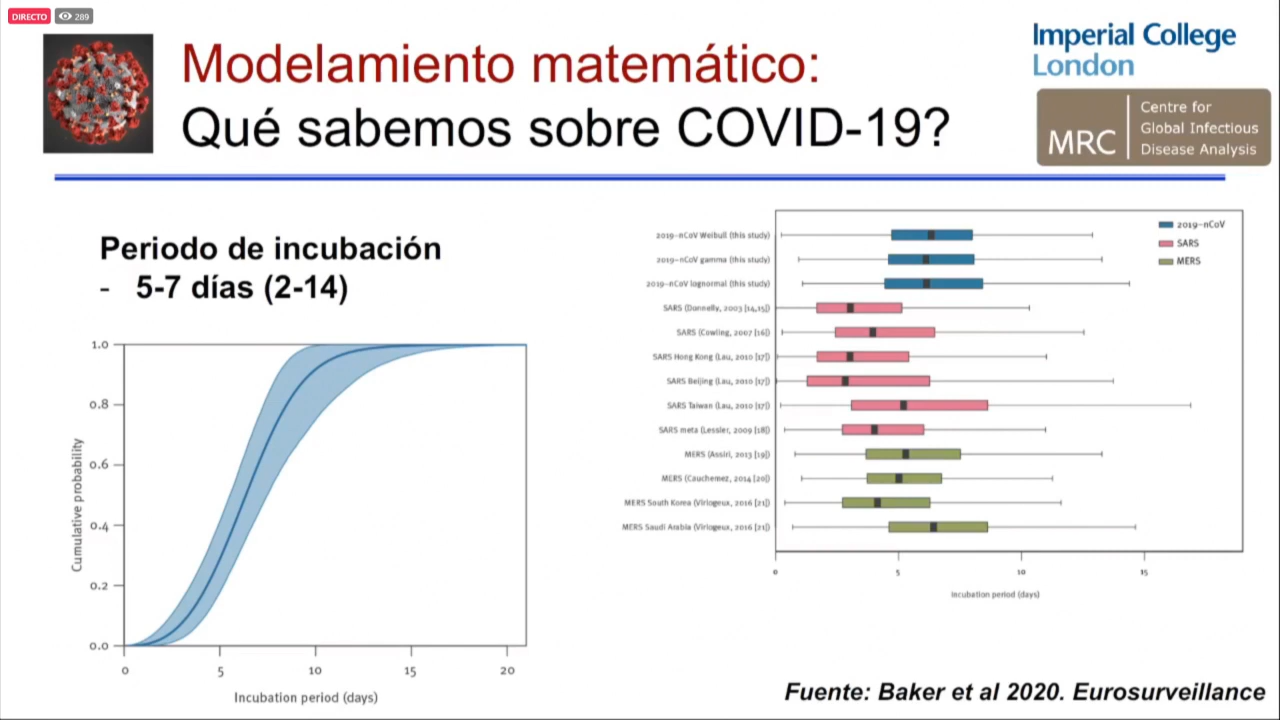 DIRECTO 289
Modelamiento matemático:
Qué sabemos sobre COVID-19?
Imperial College
London
MRC
Centre for
Global Infectious
Disease Analysis
Periodo de incubación
- 5-7 días (2-14)
1.0
0.8
0.6
0.4
0.2
0.0
Cumulative probability
0 5 10 15 20
Incubation period (days)
2019-nCoV Weibull (this study)
2019-nCoV gamma (this study)
2019-nCoV lognormal (this study)
SARS (Donnelly, 2003 [14,15])
SARS (Cowling, 2007 [16])
SARS Hong Kong (Lau, 2010 [17])
SARS Beijing (Lau, 2010 [17])
SARS Taiwan (Lau, 2010 [17])
SARS meta (Lessler, 2009 [18])
MERS (Assiri, 2013 [19])
MERS (Cauchemez, 2014 [20])
MERS South Korea (Virlogeux, 2016 [21])
MERS Saudi Arabia (Virlogeux, 2016 [21])
2019-nCoV
SARS
MERS
0 5 10 15
Incubation period (days)
Fuente: Baker et al 2020. Eurosurveillance